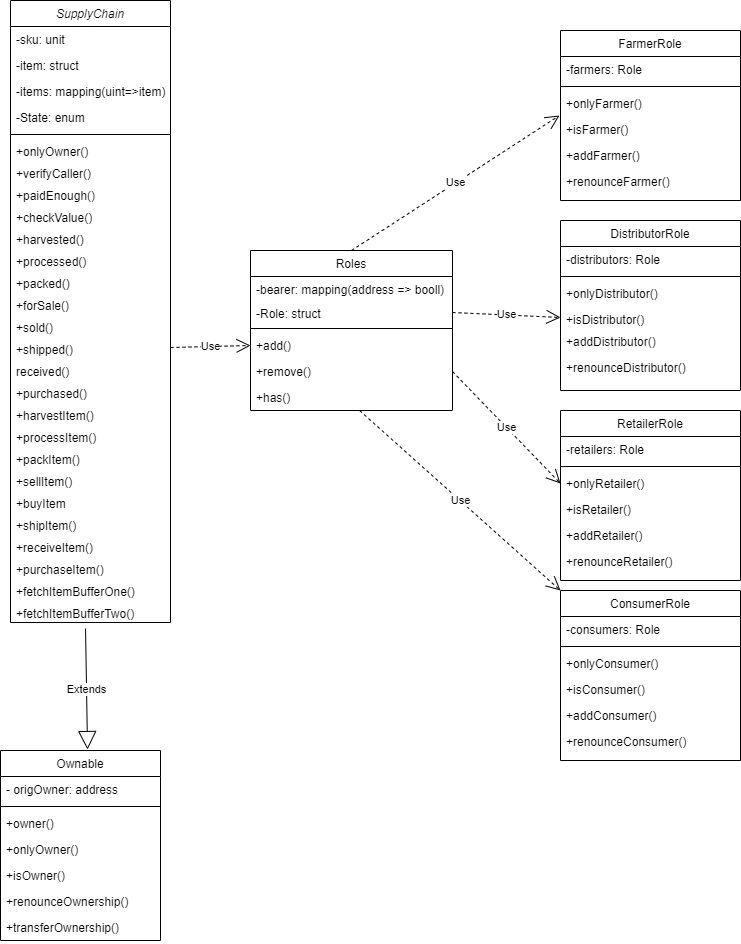 SupplyChain
-sku: unit
-item: struct
-items: mapping(uint=>item)
-State: enum
+onlyOwner()
+verifyCaller()
+paidEnough()
+checkValue()
+harvested()
+processed()
+packed()
+forSale()
+sold()
+shipped()
received()
+purchased()
+harvestItem()
+processItem()
+packItem()
+sellItem()
+buyItem
+shipItem()
+receiveItem()
+purchaseItem()
+fetchItemBufferOne()
+fetchItemBufferTwo()
Extends
Ownable
- origOwner: address
+owner()
+onlyOwner()
+isOwner()
+renounceOwnership()
+transferOwnership()
Use
Roles
-bearer: mapping(address => booll)
-Role: struct
+add()
+remove()
+has()
Use
Use
Use
Use
FarmerRole
-farmers: Role
+onlyFarmer()
+isFarmer()
+addFarmer()
+renounceFarmer()
DistributorRole
-distributors: Role
+onlyDistributor()
+isDistributor()
+addDistributor()
+renounceDistributor()
RetailerRole
-retailers: Role
+onlyRetailer()
+isRetailer()
+addRetailer()
+renounceRetailer()
ConsumerRole
-consumers: Role
+onlyConsumer()
+isConsumer()
+addConsumer()
+renounceConsumer()